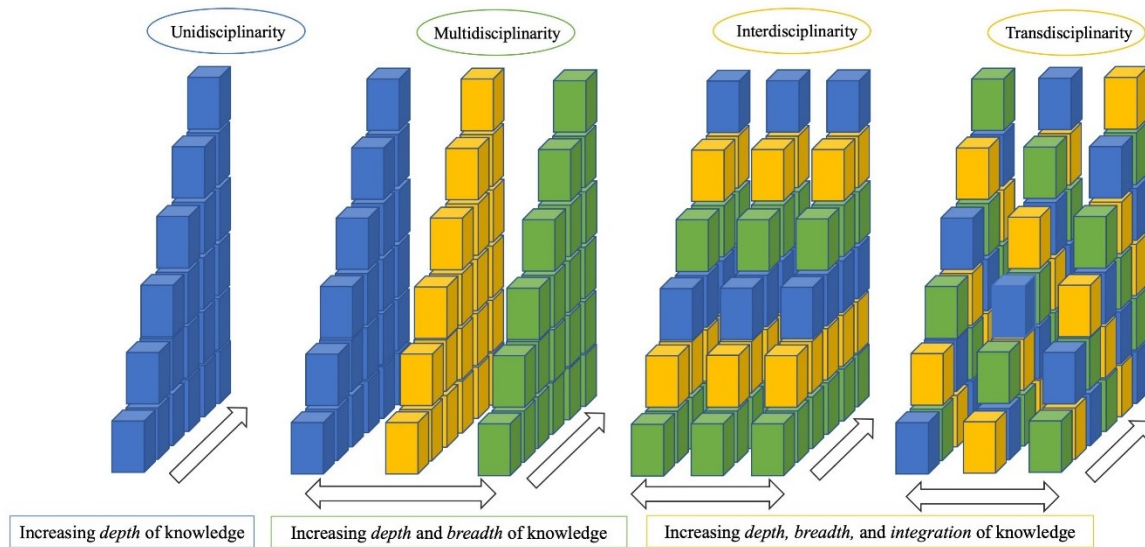 Unidisciplinarity
Multidisciplinarity
Interdisciplinarity
Transdisciplinarity
Increasing depth of knowledge
Increasing depth and breadth of knowledge
Increasing depth, breadth, and integration of knowledge